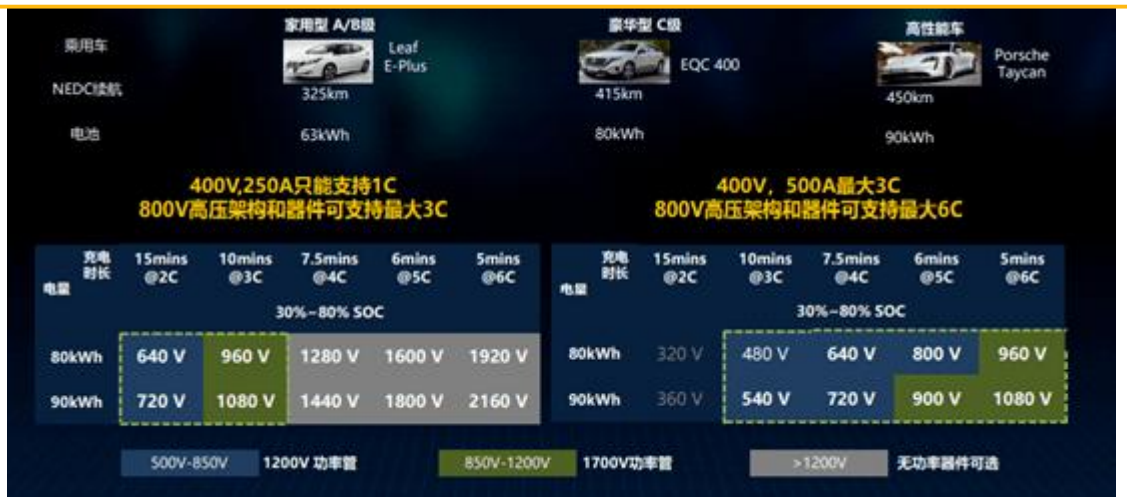 家用型 A/B级 豪华型 C级 高性能车
乘用车 Leaf E-Plus EQC 400 Porsche Taycan
NEDC续航 325km 415km 450km
电池 63kWh 80kWh 90kWh
400V,250A只能支持1C
800V高压架构和器件可支持最大3C
400V，500A最大3C
800V高压架构和器件可支持最大6C
充电时长 15mins @2C 10mins @3C 7.5mins @4C 6mins @5C 5mins @6C
电量
30%~80% SOC
80kWh 640 V 960 V 1280 V 1600 V 1920 V
90kWh 720 V 1080 V 1440 V 1800 V 2160 V
充电时长 15mins @2C 10mins @3C 7.5mins @4C 6mins @5C 5mins @6C
电量
30%~80% SOC
80kWh 320 V 480 V 640 V 800 V 960 V
90kWh 360 V 540 V 720 V 900 V 1080 V
500V-850V 1200V 功率管 850V-1200V 1700V功率管 >1200V 无功率器件可选